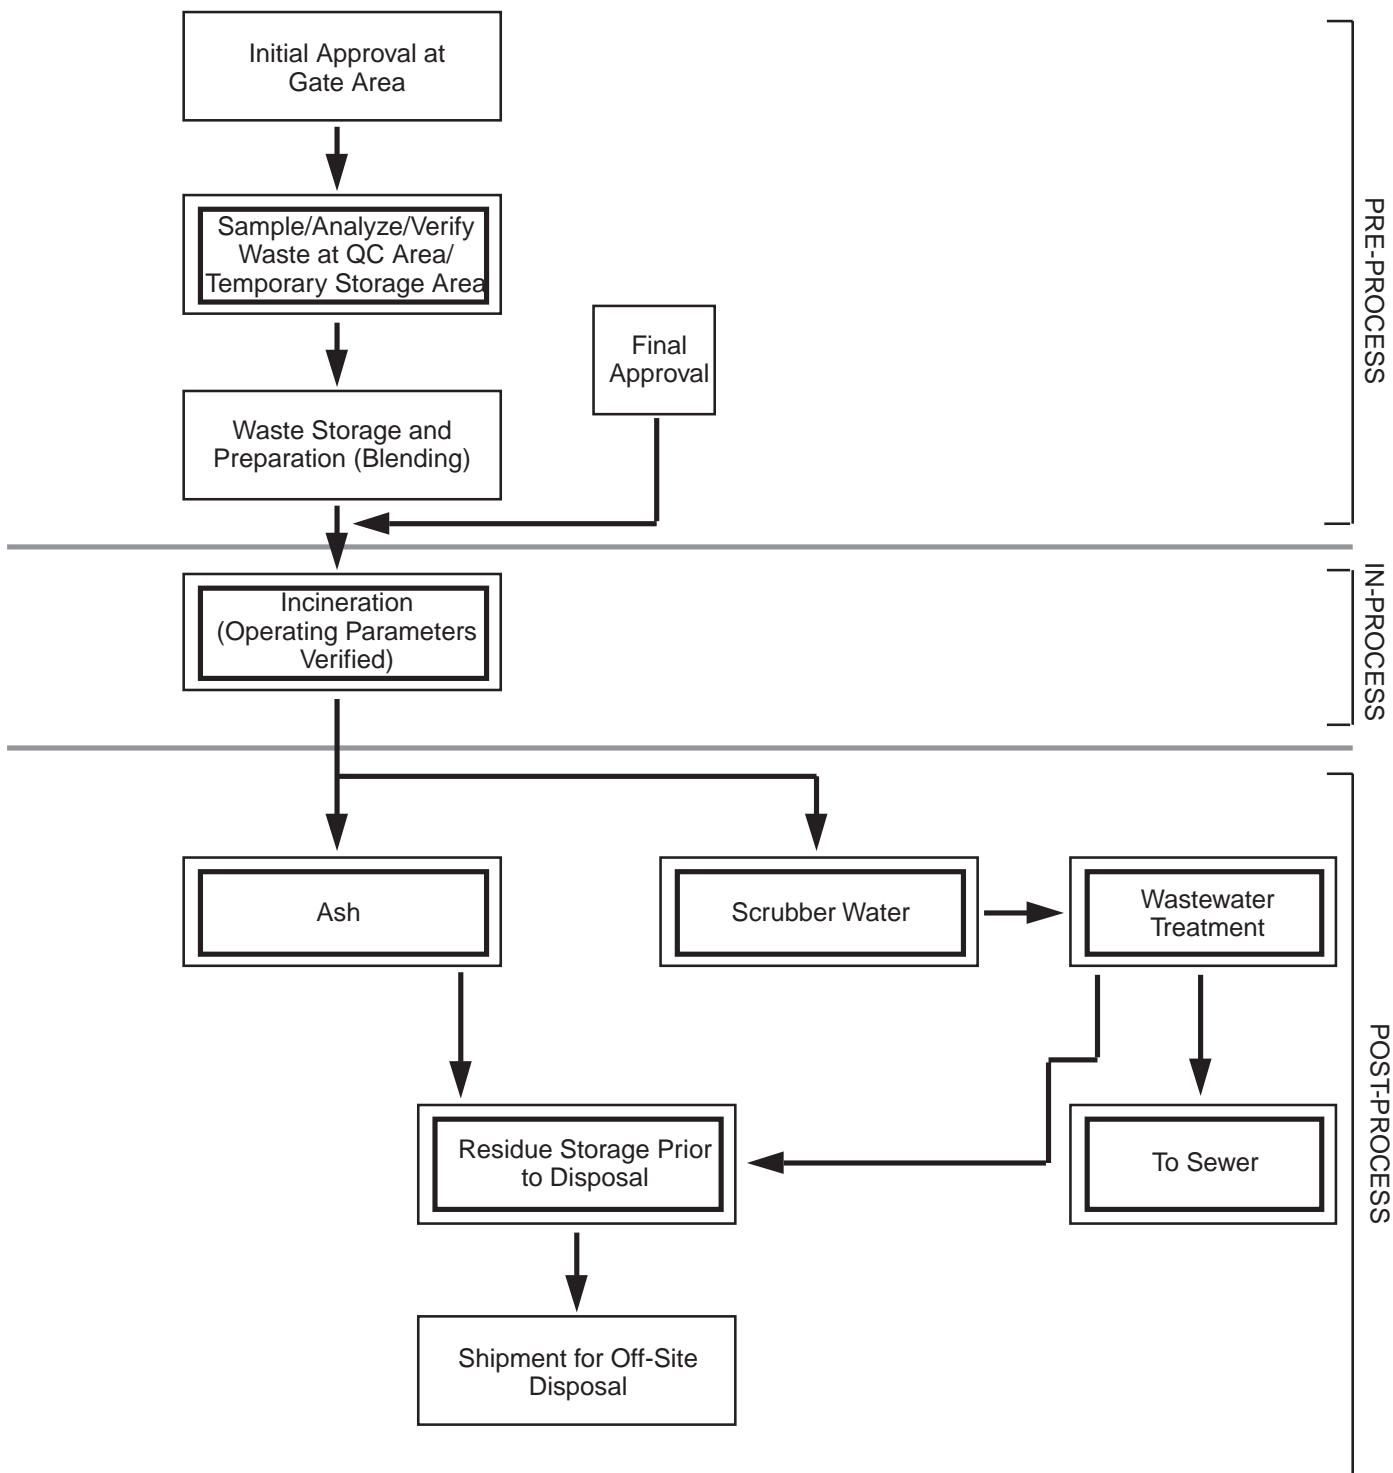 Initial Approval at
Gate Area
Sample/Analyze/Verify
Waste at QC Area/
Temporary Storage Area
Final
Approval
Waste Storage and
Preparation (Blending)
PRE-PROCESS
Incineration
(Operating Parameters
Verified)
IN-PROCESS
Ash
Scrubber Water
Wastewater
Treatment
Residue Storage Prior
to Disposal
To Sewer
Shipment for Off-Site
Disposal
POST-PROCESS